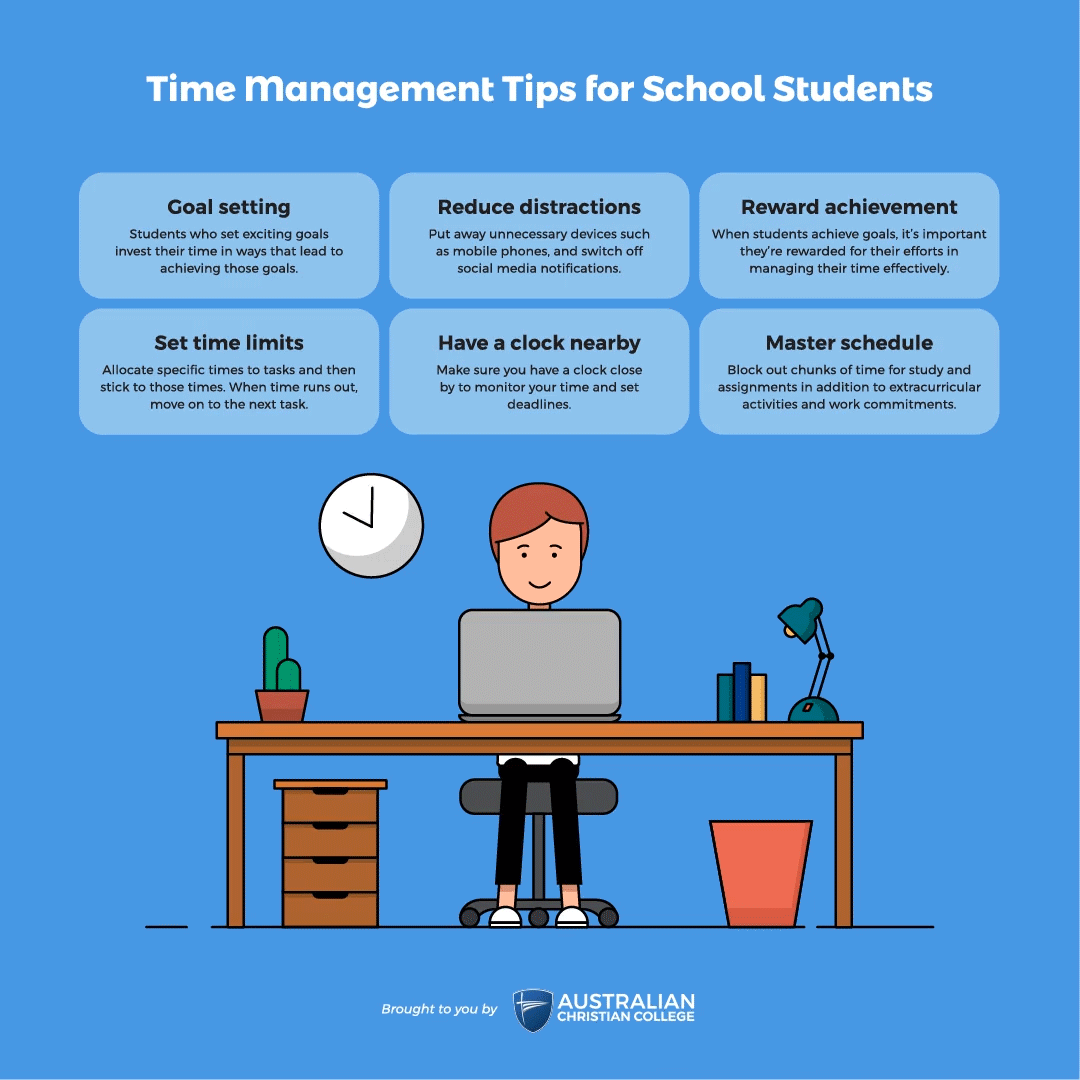 Time Management Tips for School Students
Goal setting
Students who set exciting goals
invest their time in ways that lead to
achieving those goals.
Reduce distractions
Put away unnecessary devices such
as mobile phones, and switch off
social media notifications.
Reward achievement
When students achieve goals, it's important
they're rewarded for their efforts in
managing their time effectively.
Set time limits
Allocate specific times to tasks and then
stick to those times. When time runs out,
move on to the next task.
Have a clock nearby
Make sure you have a clock close
by to monitor your time and set
deadlines.
Master schedule
Block out chunks of time for study and
assignments in addition to extracurricular
activities and work commitments.
Brought to you by
AUSTRALIAN
CHRISTIAN COLLEGE